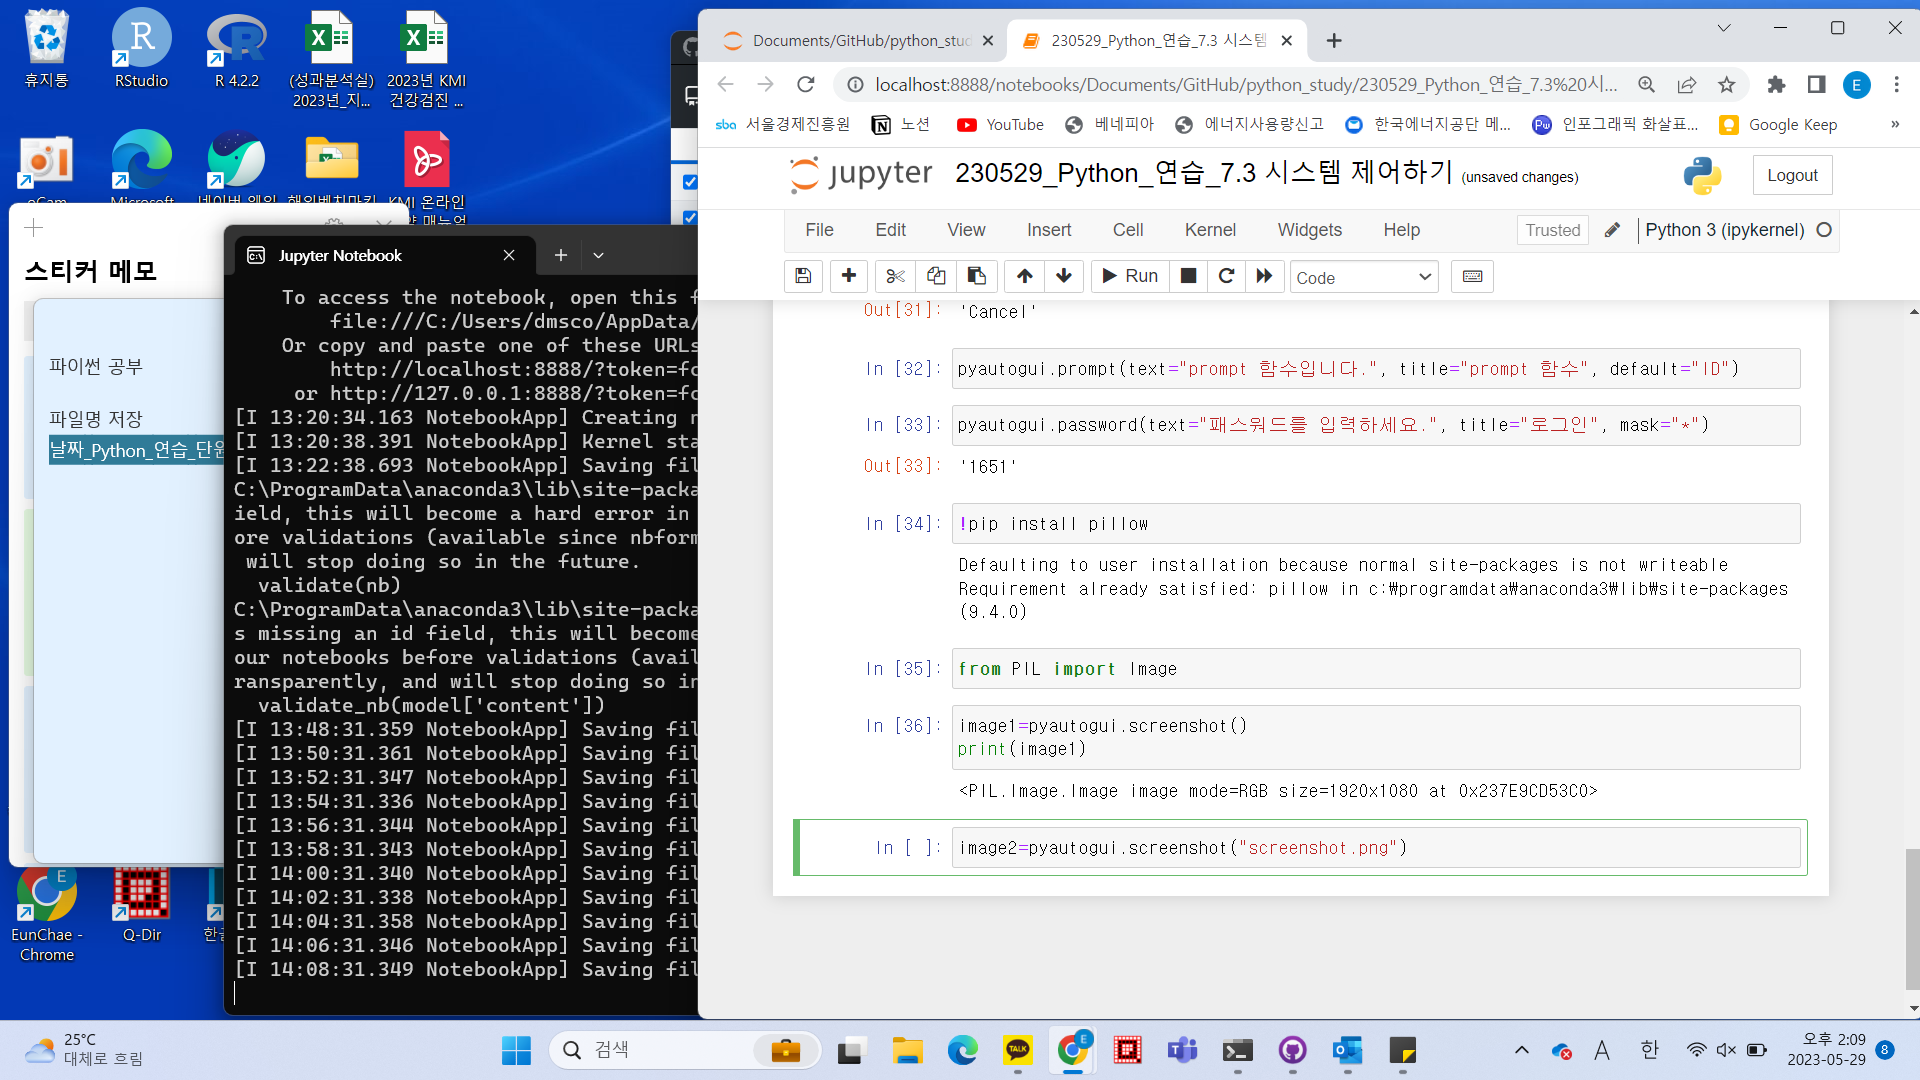 휴지통
RStudio
R 4.2.2
(성과분석실)
2023년_지...
2023년 KMI
건강검진 ...
스티커 메모
파이썬 공부
파일명 저장
날짜_Python_연습_단원
EunChae -
Chrome
Q-Dir
Jupyter Notebook
To access the notebook, open this f
file:///C:/Users/dmsco/AppData/
Or copy and paste one of these URLs
http://localhost:8888/?token=fc
or http://127.0.0.1:8888/?token=fc
[I 13:20:34.163 NotebookApp] Creating n
[I 13:20:38.391 NotebookApp] Kernel sta
[I 13:22:38.693 NotebookApp] Saving fil
C:\ProgramData\anaconda3\lib\site-packa
ield, this will become a hard error in
ore validations (available since nbform
will stop doing so in the future.
validate(nb)
C:\ProgramData\anaconda3\lib\site-packa
s missing an id field, this will become
our notebooks before validations (avail
ransparently, and will stop doing so in
validate_nb(model['content'])
[I 13:48:31.359 NotebookApp] Saving fil
[I 13:50:31.361 NotebookApp] Saving fil
[I 13:52:31.347 NotebookApp] Saving fil
[I 13:54:31.336 NotebookApp] Saving fil
[I 13:56:31.344 NotebookApp] Saving fil
[I 13:58:31.343 NotebookApp] Saving fil
[I 14:00:31.340 NotebookApp] Saving fil
[I 14:02:31.338 NotebookApp] Saving fil
[I 14:04:31.358 NotebookApp] Saving fil
[I 14:06:31.346 NotebookApp] Saving fil
[I 14:08:31.349 NotebookApp] Saving fil
Documents/GitHub/python_stud
230529_Python_연습_7.3 시스템
localhost:8888/notebooks/Documents/GitHub/python_study/230529_Python_연습_7.3%20시...
E
sba 서울경제진흥원 노션 YouTube 베네피아 에너지사용량신고 한국에너지공단 메... Pw 인포그래픽 화살표... Google Keep »
jupyter 230529_Python_연습_7.3 시스템 제어하기 (unsaved changes)
Logout
File Edit View Insert Cell Kernel Widgets Help Trusted Python 3 (ipykernel)
Run Code
Out[31]: 'Cancel'
In [32]: pyautogui.prompt(text="prompt 함수입니다.", title="prompt 함수", default="ID")
In [33]: pyautogui.password(text="패스워드를 입력하세요.", title="로그인", mask="*")
Out[33]: '1651'
In [34]: !pip install pillow
Defaulting to user installation because normal site-packages is not writeable
Requirement already satisfied: pillow in c:₩programdata₩anaconda3₩lib₩site-packages
(9.4.0)
In [35]: from PIL import Image
In [36]: image1=pyautogui.screenshot()
print(image1)
<PIL.Image.Image image mode=RGB size=1920x1080 at 0x237E9CD53C0>
In [ ]: image2=pyautogui.screenshot("screenshot.png")
25°C
대체로 흐림
검색
TALK
A 한
오후 2:09
2023-05-29
8